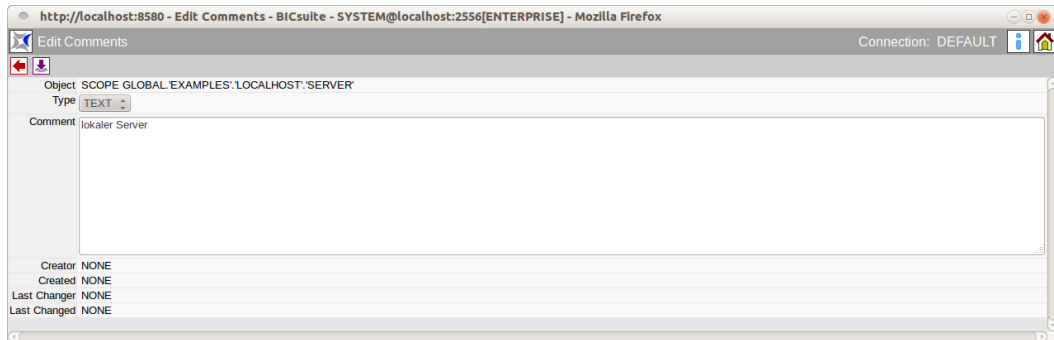 http://localhost:8580 - Edit Comments - BICsuite - SYSTEM@localhost:2556[ENTERPRISE] - Mozilla Firefox
Edit Comments Connection: DEFAULT
Object SCOPE GLOBAL.'EXAMPLES'.'LOCALHOST'.'SERVER'
Type TEXT
Comment lokaler Server
Creator NONE
Created NONE
Last Changer NONE
Last Changed NONE